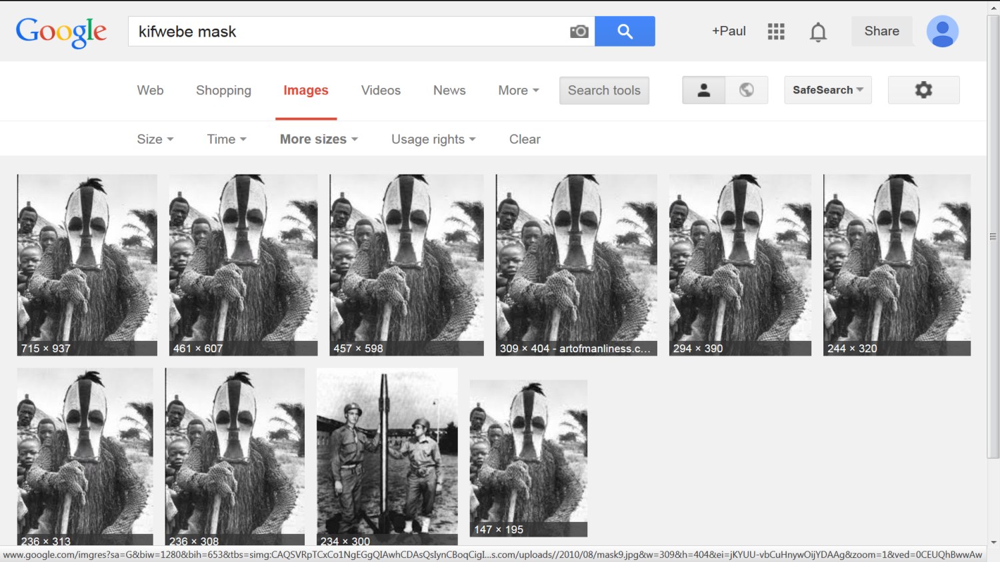 Google
kifwebe mask
+Paul
Share
Web Shopping Images Videos News More Search tools
SafeSearch
Size Time More sizes Usage rights Clear
715 × 937
461 × 607
457 × 598
309 × 404 - artofmanliness.c...
294 × 390
244 × 320
236 × 313
236 × 308
234 × 300
147 × 195
www.google.com/imgres?sa=G&biw=1280&bih=653&tbs=simg:CAQSVRpTCxCo1NgEGgQIAwhCDAsQsIynCBoqCigI...s.com/uploads//2010/08/mask9.jpg&w=309&h=404&ei=jKYUU-vbCuHnywOijYDAAg&zoom=1&ved=0CEUQhBwwAw